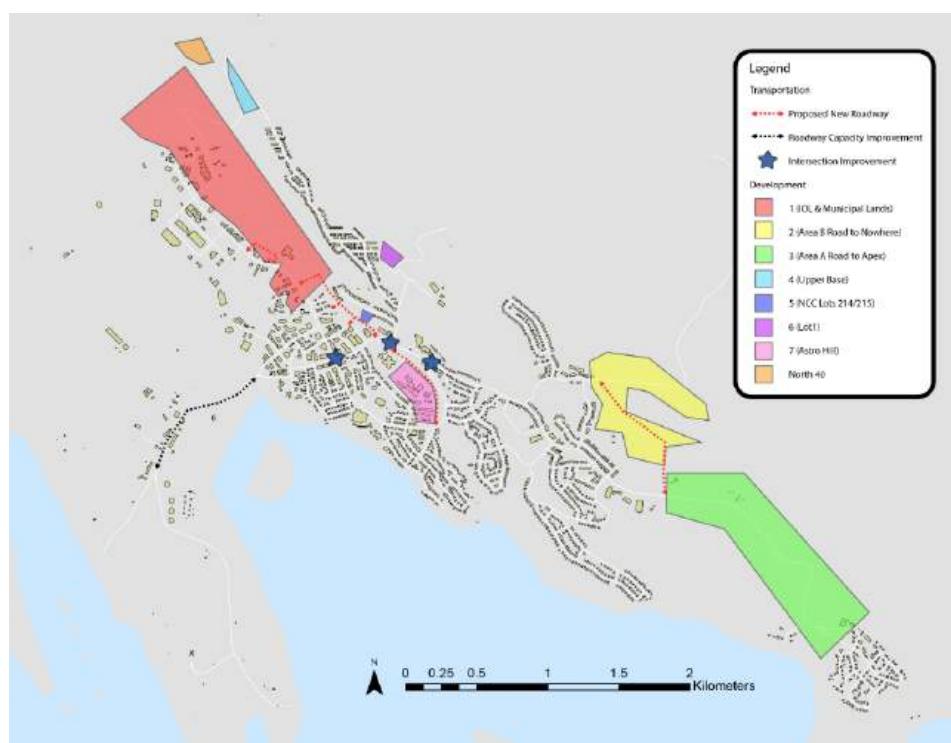 Legend
Transportation
Proposed New Roadway
Roadway Capacity Improvement
Intersection Improvement
Development
1 (IOL & Municipal Lands)
2 (Area B Road to Nowhere)
3 (Area A Road to Apex)
4 (Upper Base)
5 (NCC Lots 214/215)
6 (Lot1)
7 (Astro Hill)
North 40
6
X
N
0 0.25 0.5 1 1.5 2
Kilometers